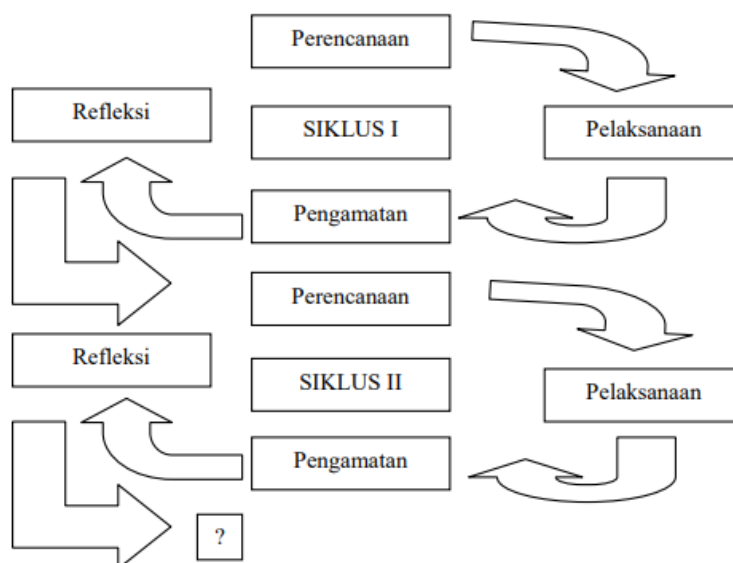 Perencanaan
Refleksi
SIKLUS I
Pelaksanaan
Pengamatan
Perencanaan
Refleksi
SIKLUS II
Pelaksanaan
Pengamatan
?